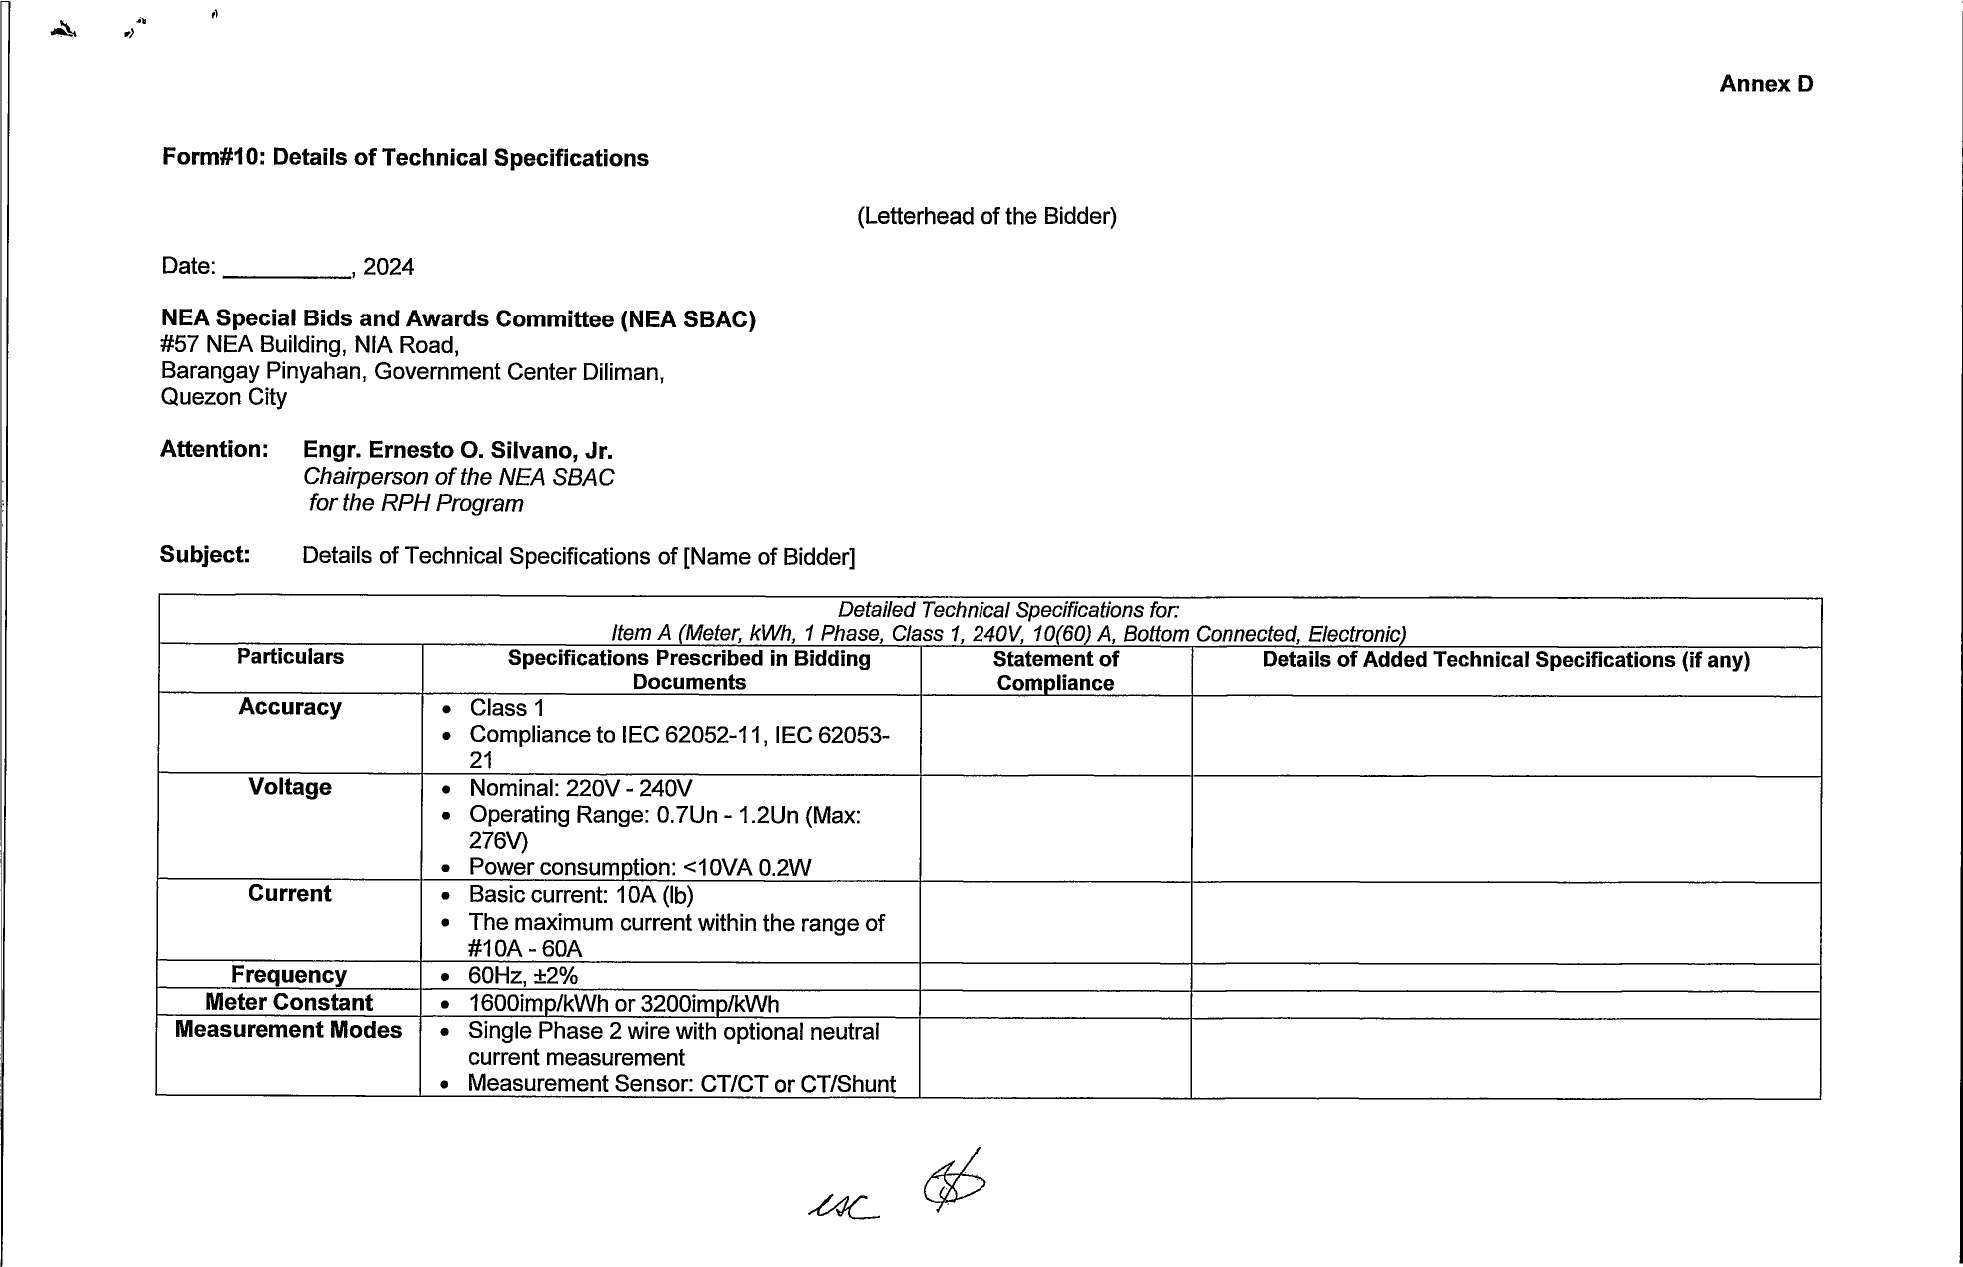 Annex D
Form#10: Details of Technical Specifications
(Letterhead of the Bidder)
Date: __________, 2024
NEA Special Bids and Awards Committee (NEA SBAC)
#57 NEA Building, NIA Road,
Barangay Pinyahan, Government Center Diliman,
Quezon City
Attention: Engr. Ernesto O. Silvano, Jr.
Chairperson of the NEA SBAC
for the RPH Program
Subject: Details of Technical Specifications of [Name of Bidder]
Detailed Technical Specifications for:
Item A (Meter, kWh, 1 Phase, Class 1, 240V, 10(60) A, Bottom Connected, Electronic)
Particulars
Specifications Prescribed in Bidding
Documents
Statement of
Compliance
Details of Added Technical Specifications (if any)
Accuracy
• Class 1
• Compliance to IEC 62052-11, IEC 62053-
21
Voltage
• Nominal: 220V - 240V
• Operating Range: 0.7Un - 1.2Un (Max:
276V)
• Power consumption: <10VA 0.2W
Current
• Basic current: 10A (lb)
• The maximum current within the range of
#10A - 60A
Frequency
• 60Hz, ±2%
Meter Constant
• 1600imp/kWh or 3200imp/kWh
Measurement Modes
• Single Phase 2 wire with optional neutral
current measurement
• Measurement Sensor: CT/CT or CT/Shunt